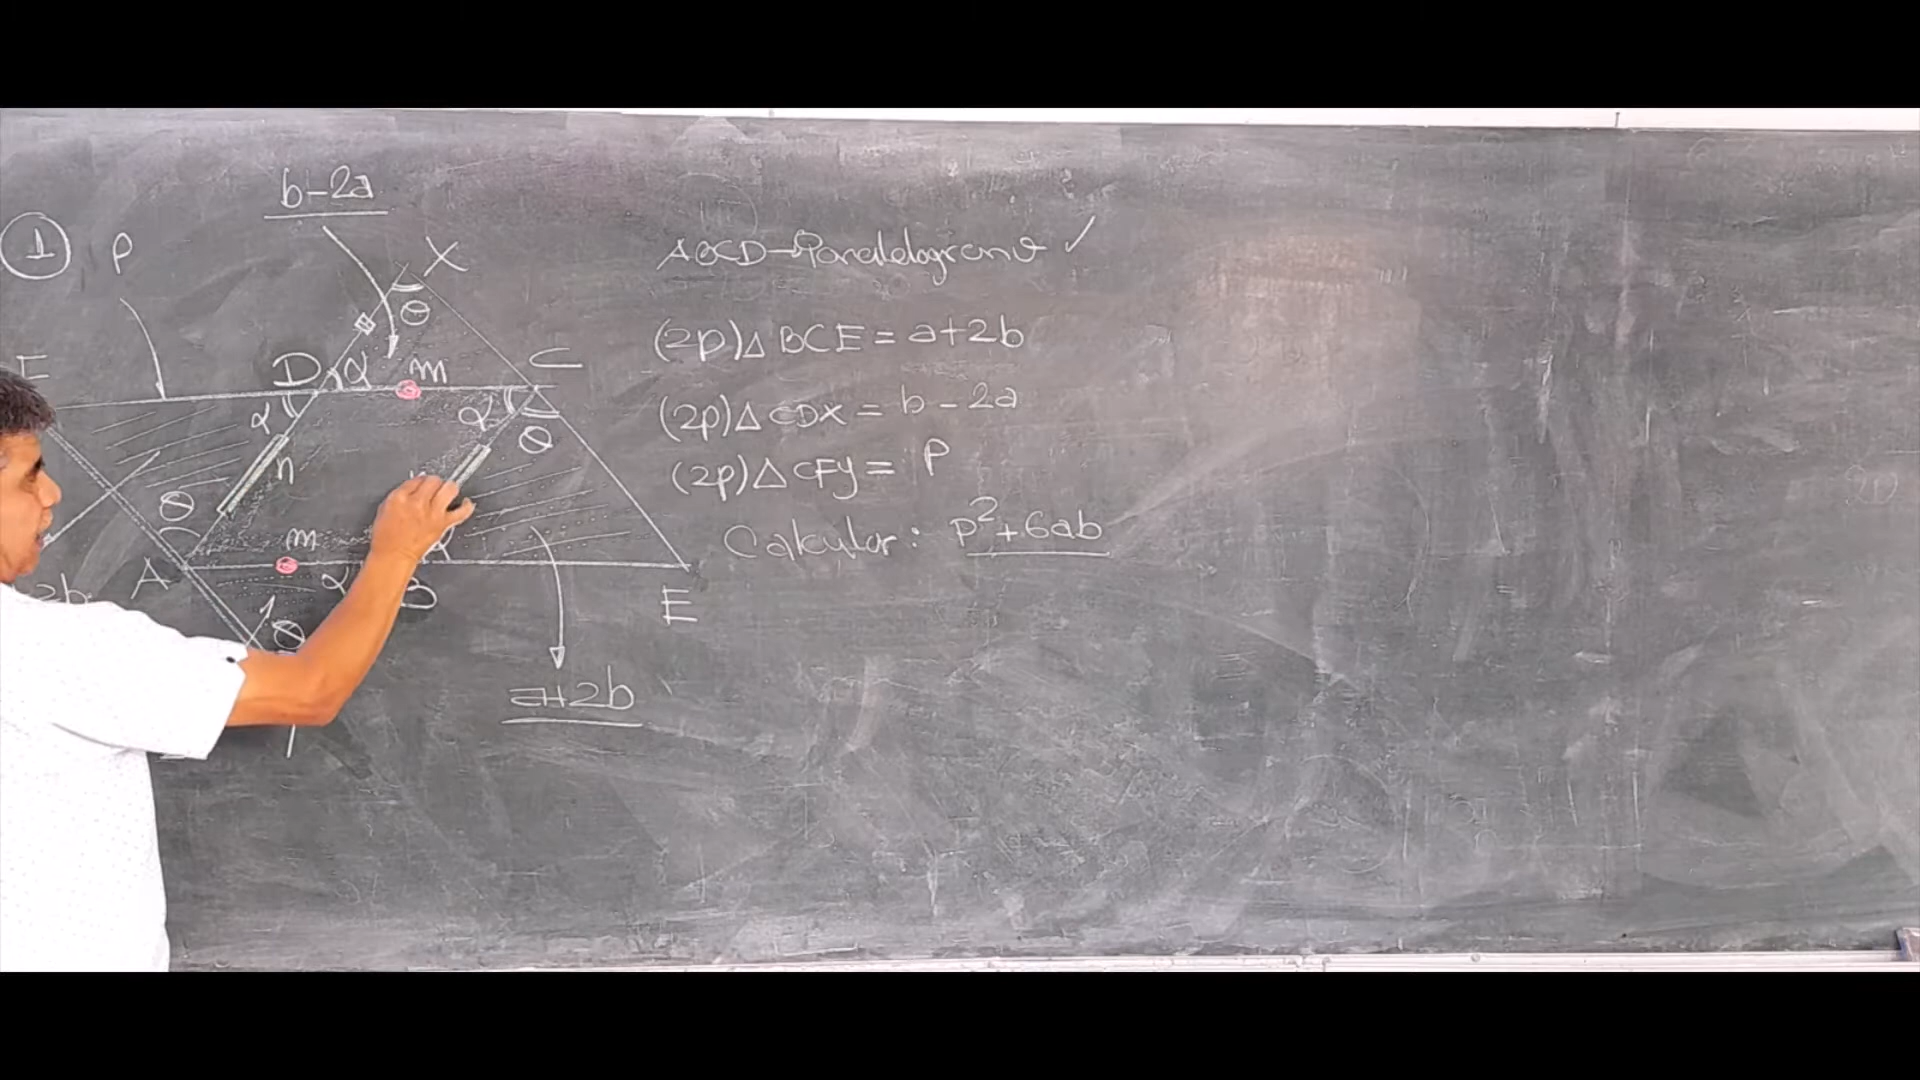 b-2a
1 P
X
θ
D α m C
α α θ
n
θ
m
A α B
E
θ
a+2b
ABCD→Paralelogramo ✓
(2p)△BCE = a+2b
(2p)△CDX = b-2a
(2p)△CFy = P
Calcular: p²+6ab